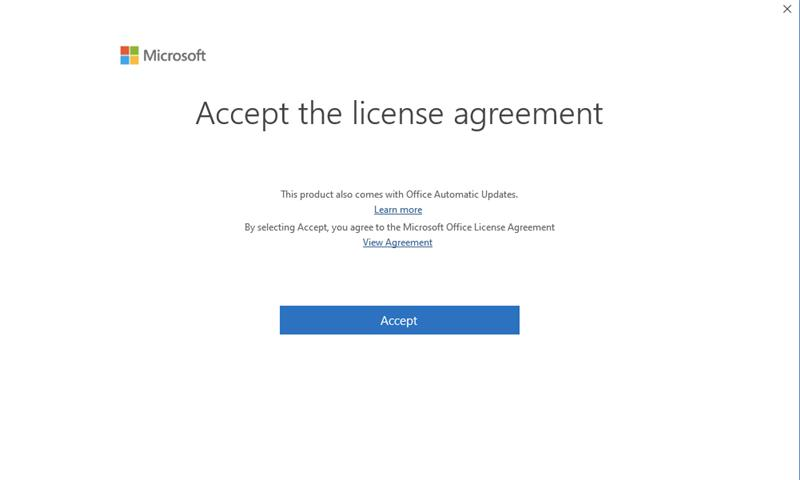 Microsoft
Accept the license agreement
This product also comes with Office Automatic Updates.
Learn more
By selecting Accept, you agree to the Microsoft Office License Agreement
View Agreement
Accept